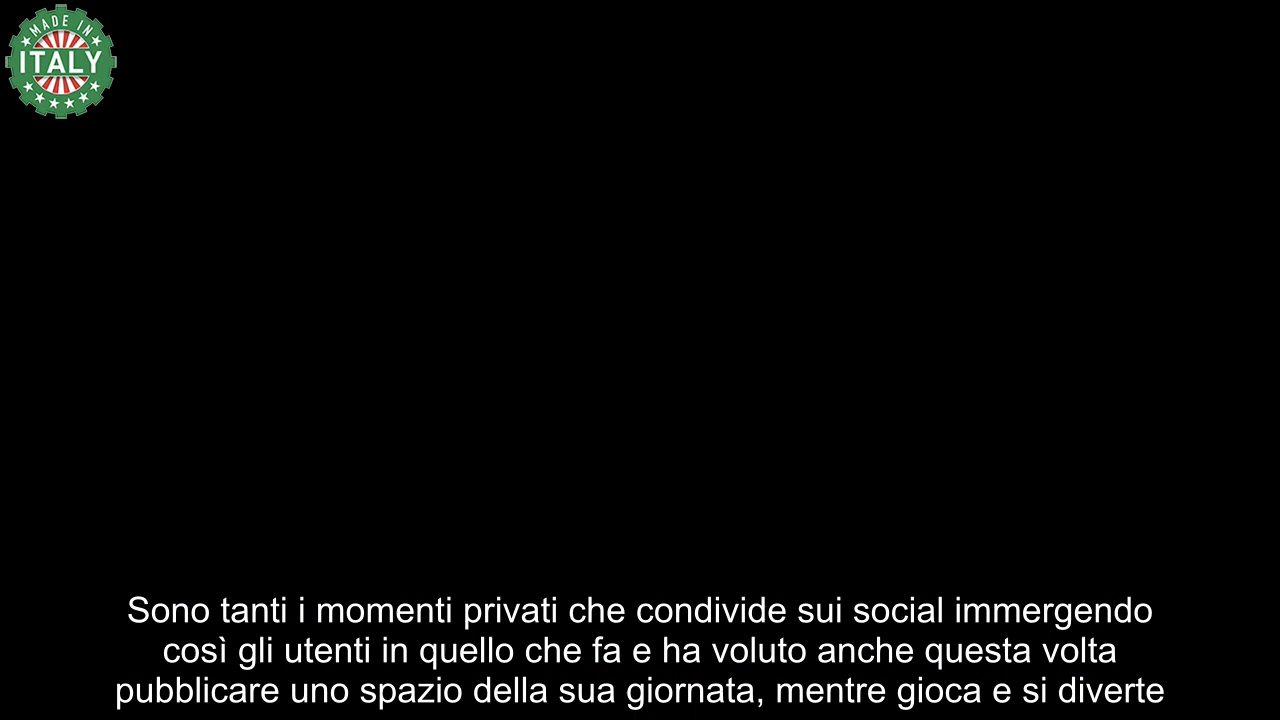 MADE IN
ITALY
Sono tanti i momenti privati che condivide sui social immergendo
così gli utenti in quello che fa e ha voluto anche questa volta
pubblicare uno spazio della sua giornata, mentre gioca e si diverte